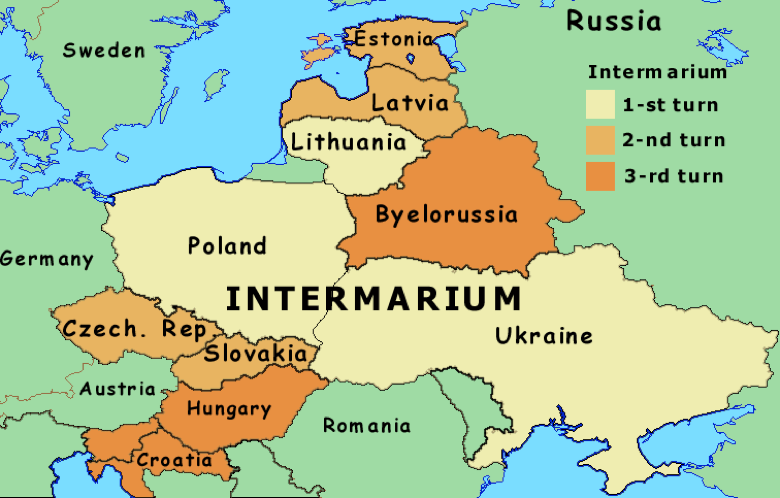 Russia
Sweden
Estonia
Intermarium
1-st turn
Latvia
2-nd turn
Lithuania
3-rd turn
Byelorussia
Poland
Germany
INTERMARIUM
Czech. Rep
Ukraine
Slovakia
Austria
Hungary
Romania
Croatia